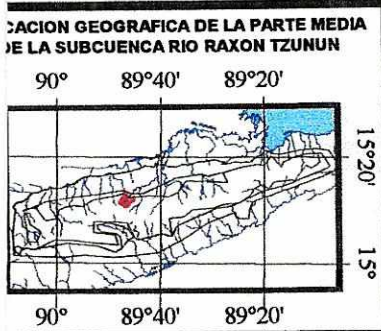 CACION GEOGRAFICA DE LA PARTE MEDIA
DE LA SUBCUENCA RIO RAXON TZUNUN
90° 89°40' 89°20'
15°20'
15°
90° 89°40' 89°20'